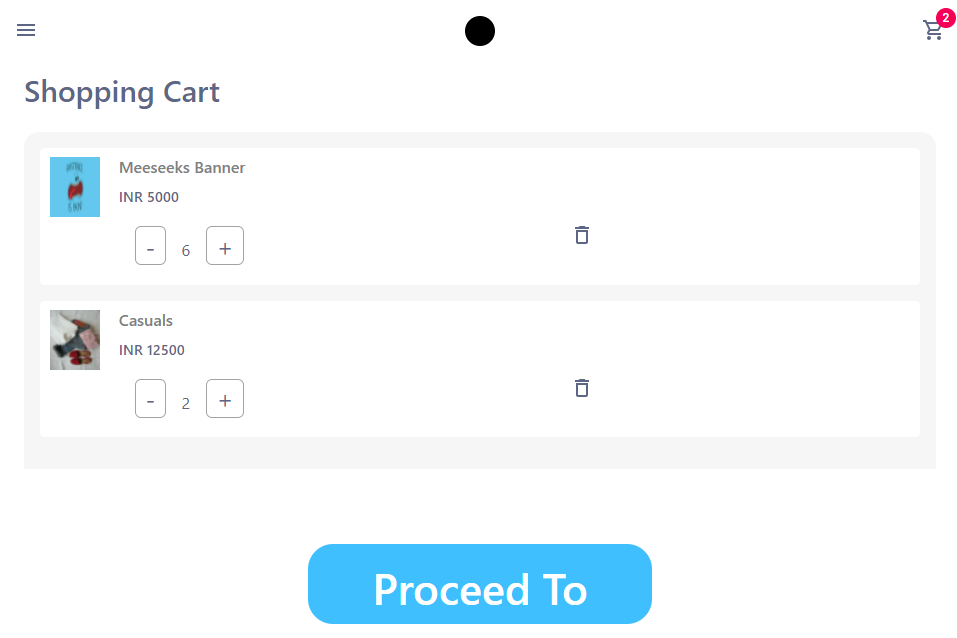 2
Shopping Cart
Meeseeks Banner
INR 5000
- 6 +
Casuals
INR 12500
- 2 +
Proceed To